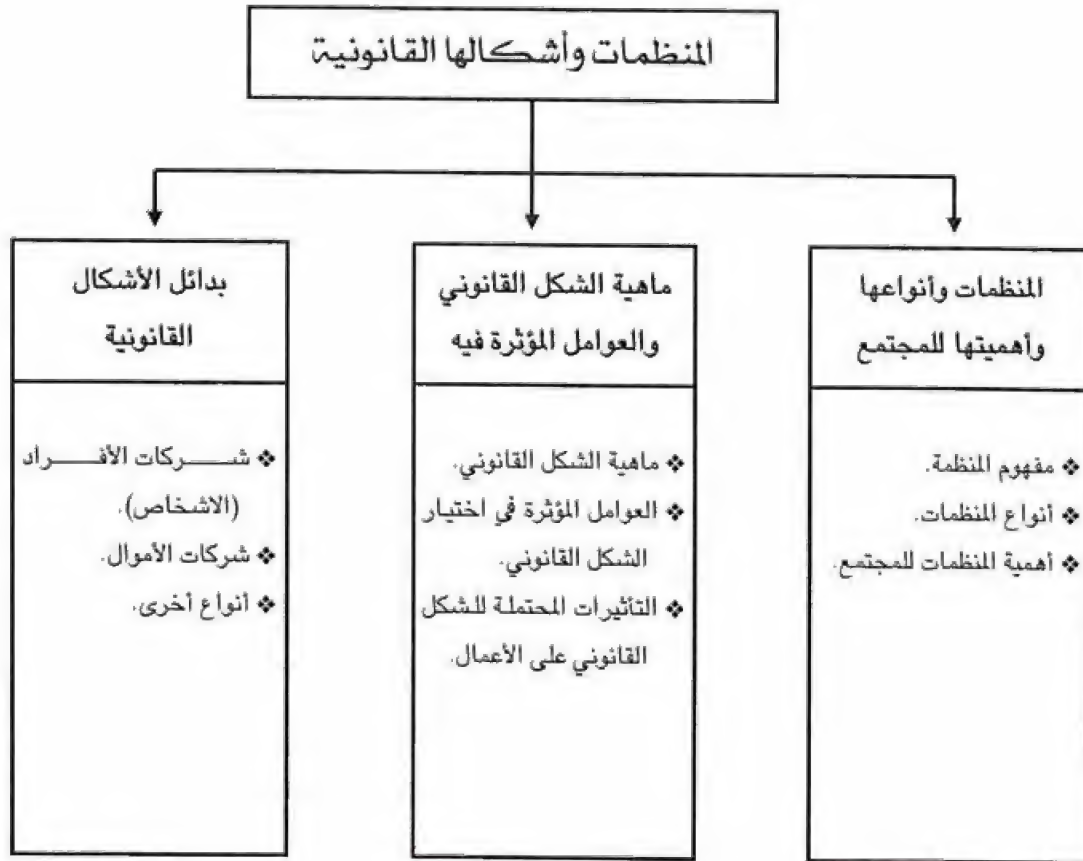 المنظمات وأشكالها القانونية
المنظمات وأنواعها
وأهميتها للمجتمع
❖ مفهوم المنظمة.
❖ أنواع المنظمات.
❖ أهمية المنظمات للمجتمع.
ماهية الشكل القانوني
والعوامل المؤثرة فيه
❖ ماهية الشكل القانوني.
❖ العوامل المؤثرة في اختيار
الشكل القانوني.
❖ التأثيرات المحتملة للشكل
القانوني على الأعمال.
بدائل الأشكال
القانونية
❖ شـــركات الأفـــراد
(الاشخاص).
❖ شركات الأموال.
❖ أنواع أخرى.